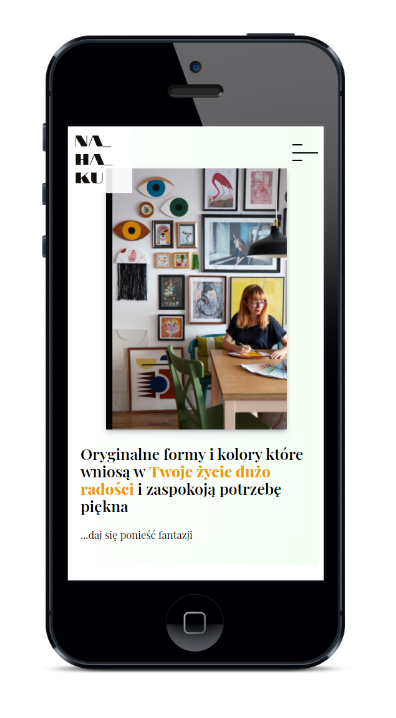 NA_
HA_
KU
Oryginalne formy i kolory które
wniosą w Twoje życie dużo
radości i zaspokoją potrzebę
piękna
...daj się ponieść fantazji